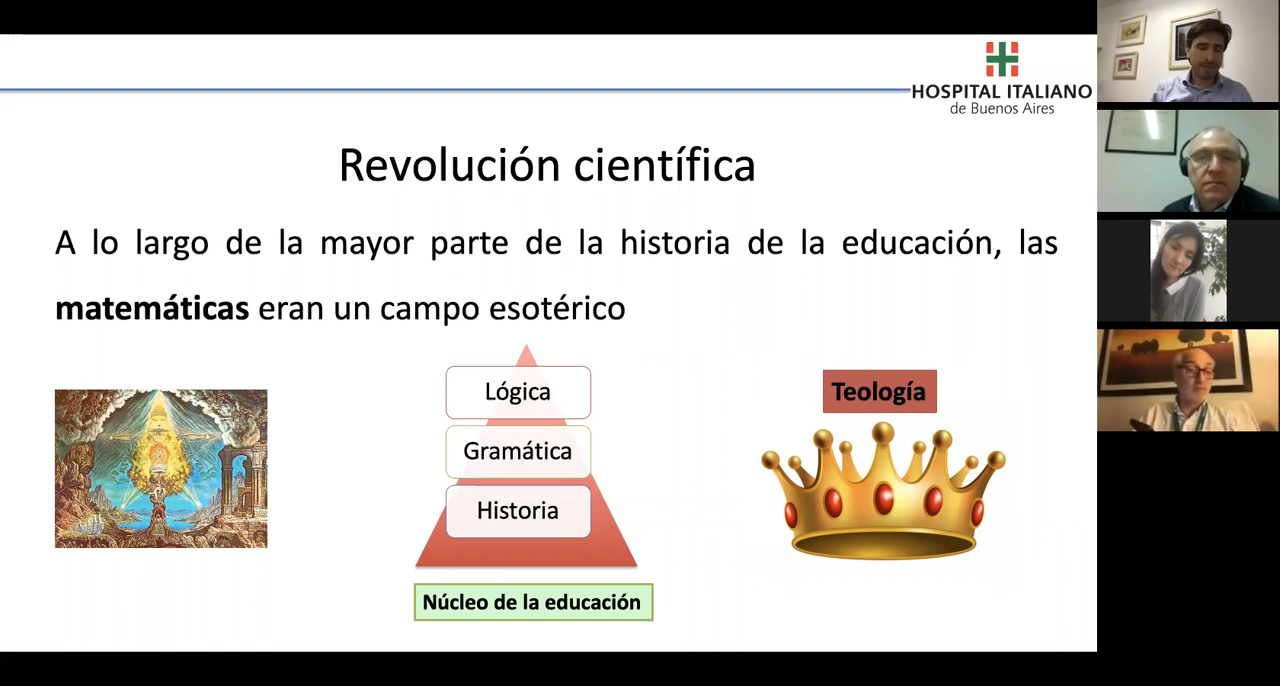 HOSPITAL ITALIANO
de Buenos Aires
Revolución científica
A lo largo de la mayor parte de la historia de la educación, las
matemáticas eran un campo esotérico
Lógica
Gramática
Historia
Núcleo de la educación
Teología